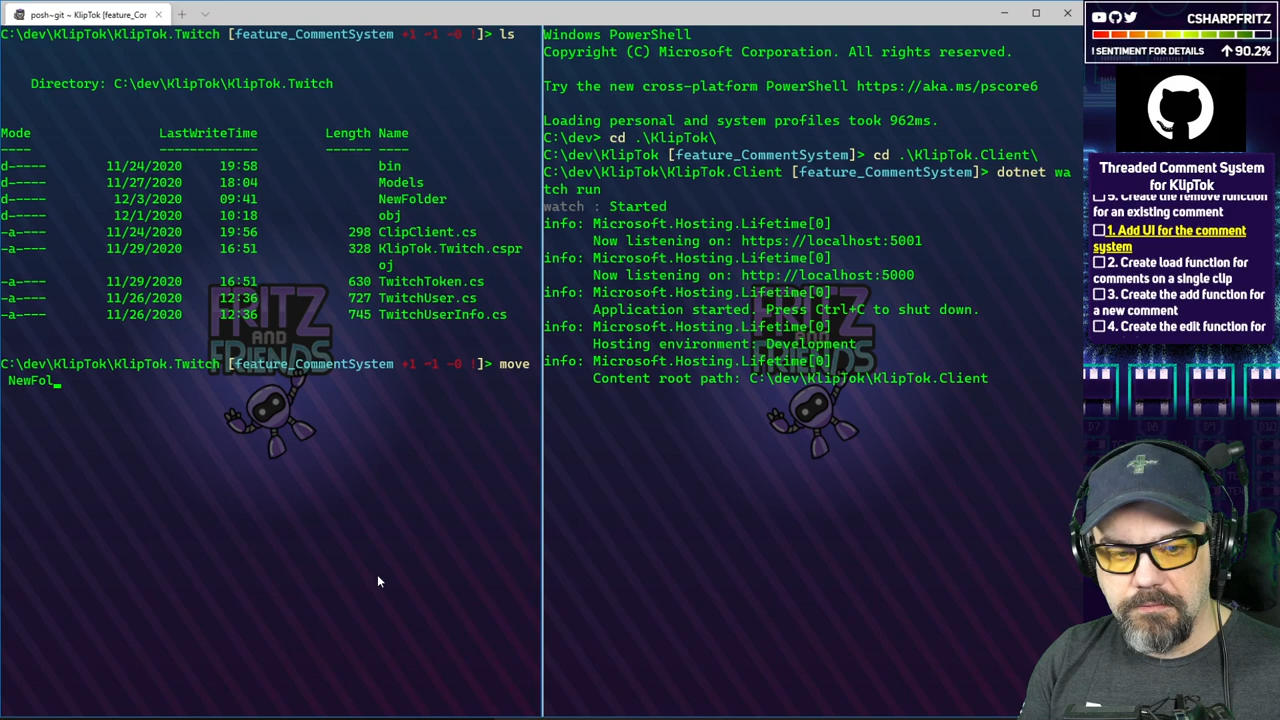 posh~git ~ KlipTok [feature_Cor
C:\dev\KlipTok\KlipTok.Twitch [feature_CommentSystem +1 ~1 -0 !]> ls
Directory: C:\dev\KlipTok\KlipTok.Twitch
Mode LastWriteTime Length Name
---- ------------- ------ ----
d----- 11/24/2020 19:58 bin
d----- 11/27/2020 18:04 Models
d----- 12/3/2020 09:41 NewFolder
d----- 12/1/2020 10:18 obj
-a---- 11/24/2020 19:56 298 ClipClient.cs
-a---- 11/29/2020 16:51 328 KlipTok.Twitch.cspr
oj
-a---- 11/29/2020 16:51 630 TwitchToken.cs
-a---- 11/26/2020 12:36 727 TwitchUser.cs
-a---- 11/26/2020 12:36 745 TwitchUserInfo.cs
C:\dev\KlipTok\KlipTok.Twitch [feature_CommentSystem +1 ~1 -0 !]> move
NewFol_
FRITZ
AND
FRIENDS
Windows PowerShell
Copyright (C) Microsoft Corporation. All rights reserved.
Try the new cross-platform PowerShell https://aka.ms/pscore6
Loading personal and system profiles took 962ms.
C:\dev> cd .\KlipTok\
C:\dev\KlipTok [feature_CommentSystem]> cd .\KlipTok.Client\
C:\dev\KlipTok\KlipTok.Client [feature_CommentSystem]> dotnet wa
tch run
watch : Started
info: Microsoft.Hosting.Lifetime[0]
Now listening on: https://localhost:5001
info: Microsoft.Hosting.Lifetime[0]
Now listening on: http://localhost:5000
info: Microsoft.Hosting.Lifetime[0]
Application started. Press Ctrl+C to shut down.
info: Microsoft.Hosting.Lifetime[0]
Hosting environment: Development
info: Microsoft.Hosting.Lifetime[0]
Content root path: C:\dev\KlipTok\KlipTok.Client
FRITZ
AND
FRIENDS
CSHARPFRITZ
! SENTIMENT FOR DETAILS
90.2%
Threaded Comment System
for KlipTok
5. Create the remove function
for an existing comment
1. Add UI for the comment
system
2. Create load function for
comments on a single clip
3. Create the add function for
a new comment
4. Create the edit function for
D7 D8 D9